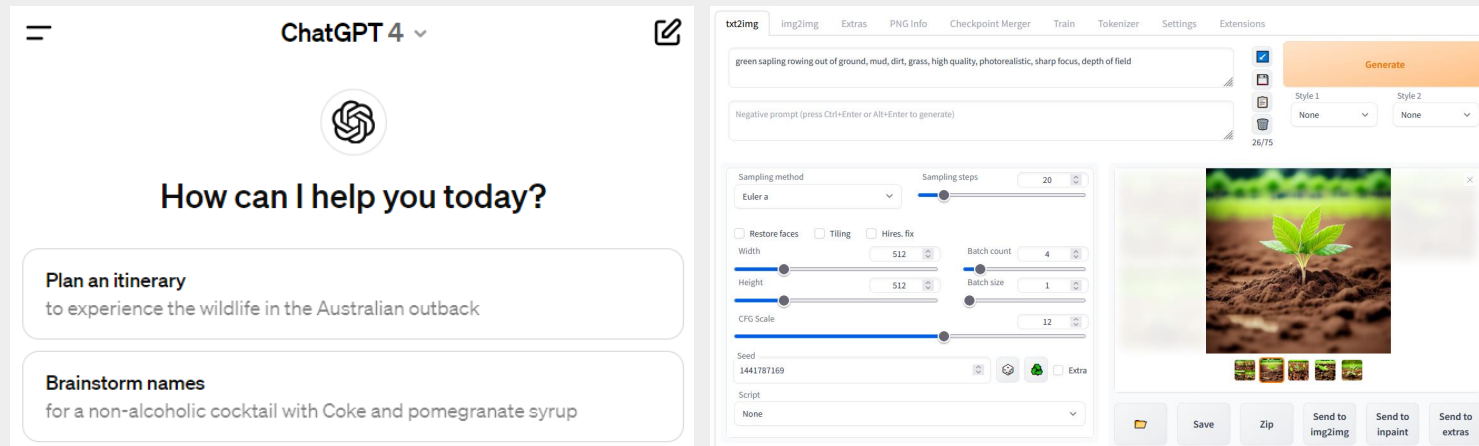 ChatGPT 4
How can I help you today?
Plan an itinerary
to experience the wildlife in the Australian outback
Brainstorm names
for a non-alcoholic cocktail with Coke and pomegranate syrup
txt2img img2img Extras PNG Info Checkpoint Merger Train Tokenizer Settings Extensions
green sapling rowing out of ground, mud, dirt, grass, high quality, photorealistic, sharp focus, depth of field
Negative prompt (press Ctrl+Enter or Alt+Enter to generate)
26/75
Generate
Style 1 Style 2
None None
Sampling method Sampling steps 20
Euler a
Restore faces Tiling Hires. fix
Width 512 Batch count 4
Height 512 Batch size 1
CFG Scale 12
Seed
1441787169 Extra
Script
None
Save Zip Send to img2img Send to inpaint Send to extras